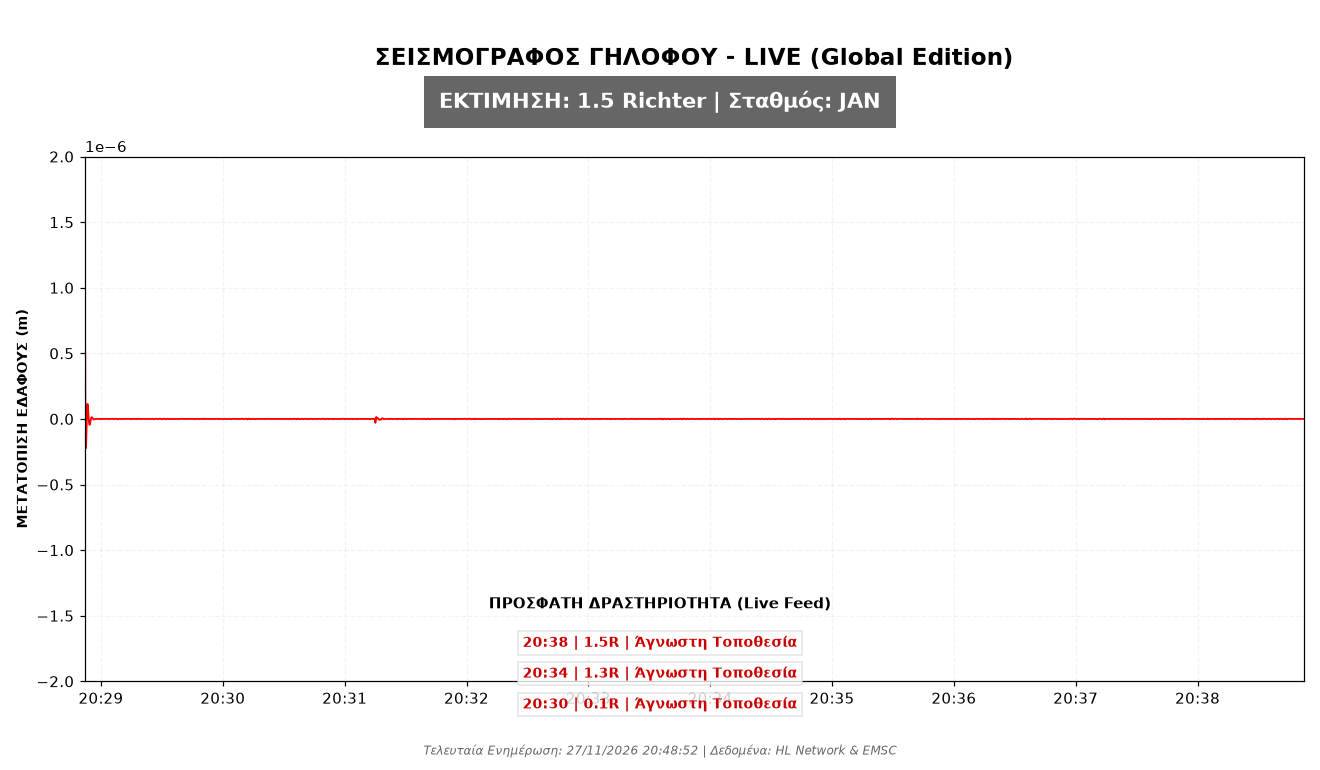 ΣΕΙΣΜΟΓΡΑΦΟΣ ΓΗΛΟΦΟΥ - LIVE (Global Edition)
ΕΚΤΙΜΗΣΗ: 1.5 Richter | Σταθμός: JAN
1e−6
2.0
1.5
1.0
0.5
0.0
−0.5
−1.0
−1.5
−2.0
ΜΕΤΑΤΟΠΙΣΗ ΕΔΑΦΟΥΣ (m)
ΠΡΟΣΦΑΤΗ ΔΡΑΣΤΗΡΙΟΤΗΤΑ (Live Feed)
20:38 | 1.5R | Άγνωστη Τοποθεσία
20:34 | 1.3R | Άγνωστη Τοποθεσία
20:30 | 0.1R | Άγνωστη Τοποθεσία
20:29 20:30 20:31 20:32 20:33 20:34 20:35 20:36 20:37 20:38
Τελευταία Ενημέρωση: 27/11/2026 20:48:52 | Δεδομένα: HL Network & EMSC